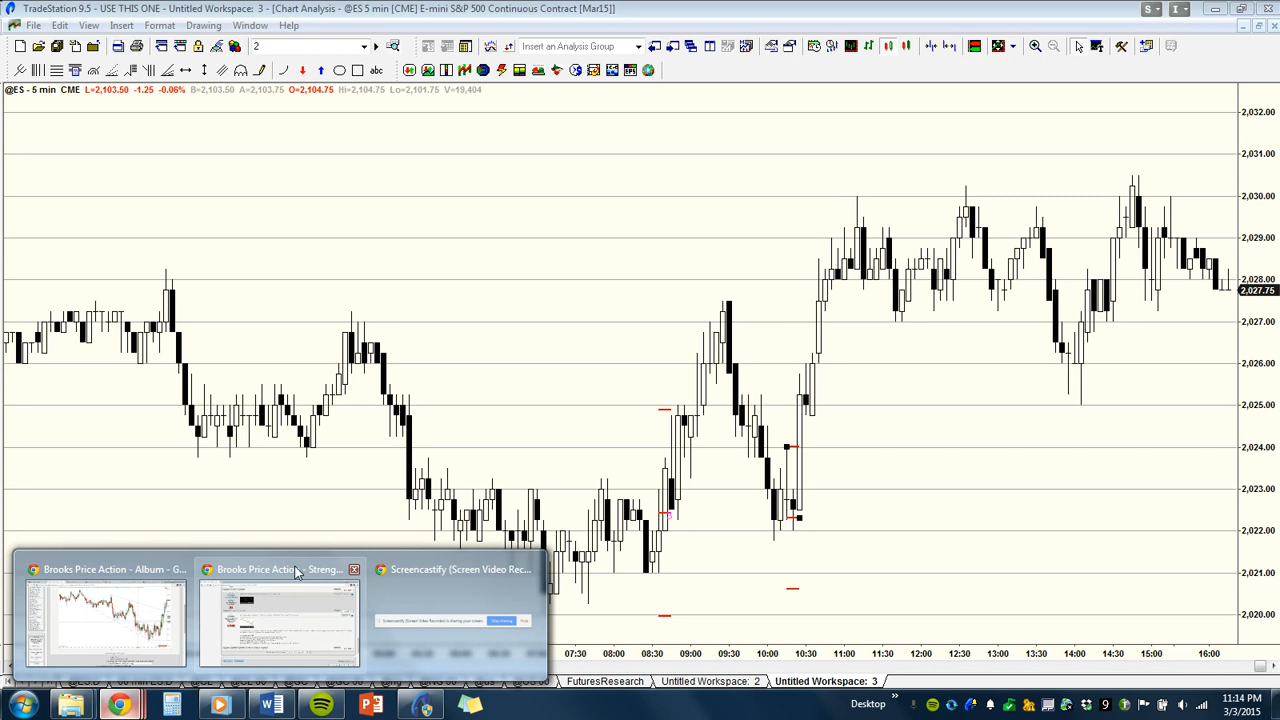 TradeStation 9.5 - USE THIS ONE - Untitled Workspace: 3 - [Chart Analysis - @ES 5 min [CME] E-mini S&P 500 Continuous Contract [Mar15]]
S
I
File Edit View Insert Format Drawing Window Help
2
Insert an Analysis Group
abc
EPS
@ES - 5 min CME L=2,103.50 -1.25 -0.06% B=2,103.50 A=2,103.75 O=2,104.75 Hi=2,104.75 Lo=2,101.75 V=19,404
2,032.00
2,031.00
2,030.00
2,029.00
2,028.00
2,027.75
2,027.00
2,026.00
2,025.00
2,024.00
2,023.00
2,022.00
2,021.00
2,020.00
Brooks Price Action - Album - G...
Brooks Price Actio - Streng...
Screencastify (Screen Video Rec...
07:30 08:00 08:30 09:00 09:30 10:00 10:30 11:00 11:30 12:00 12:30 13:00 13:30 14:00 14:30 15:00 16:00
FuturesResearch Untitled Workspace: 2 Untitled Workspace: 3
Desktop
11:14 PM
3/3/2015